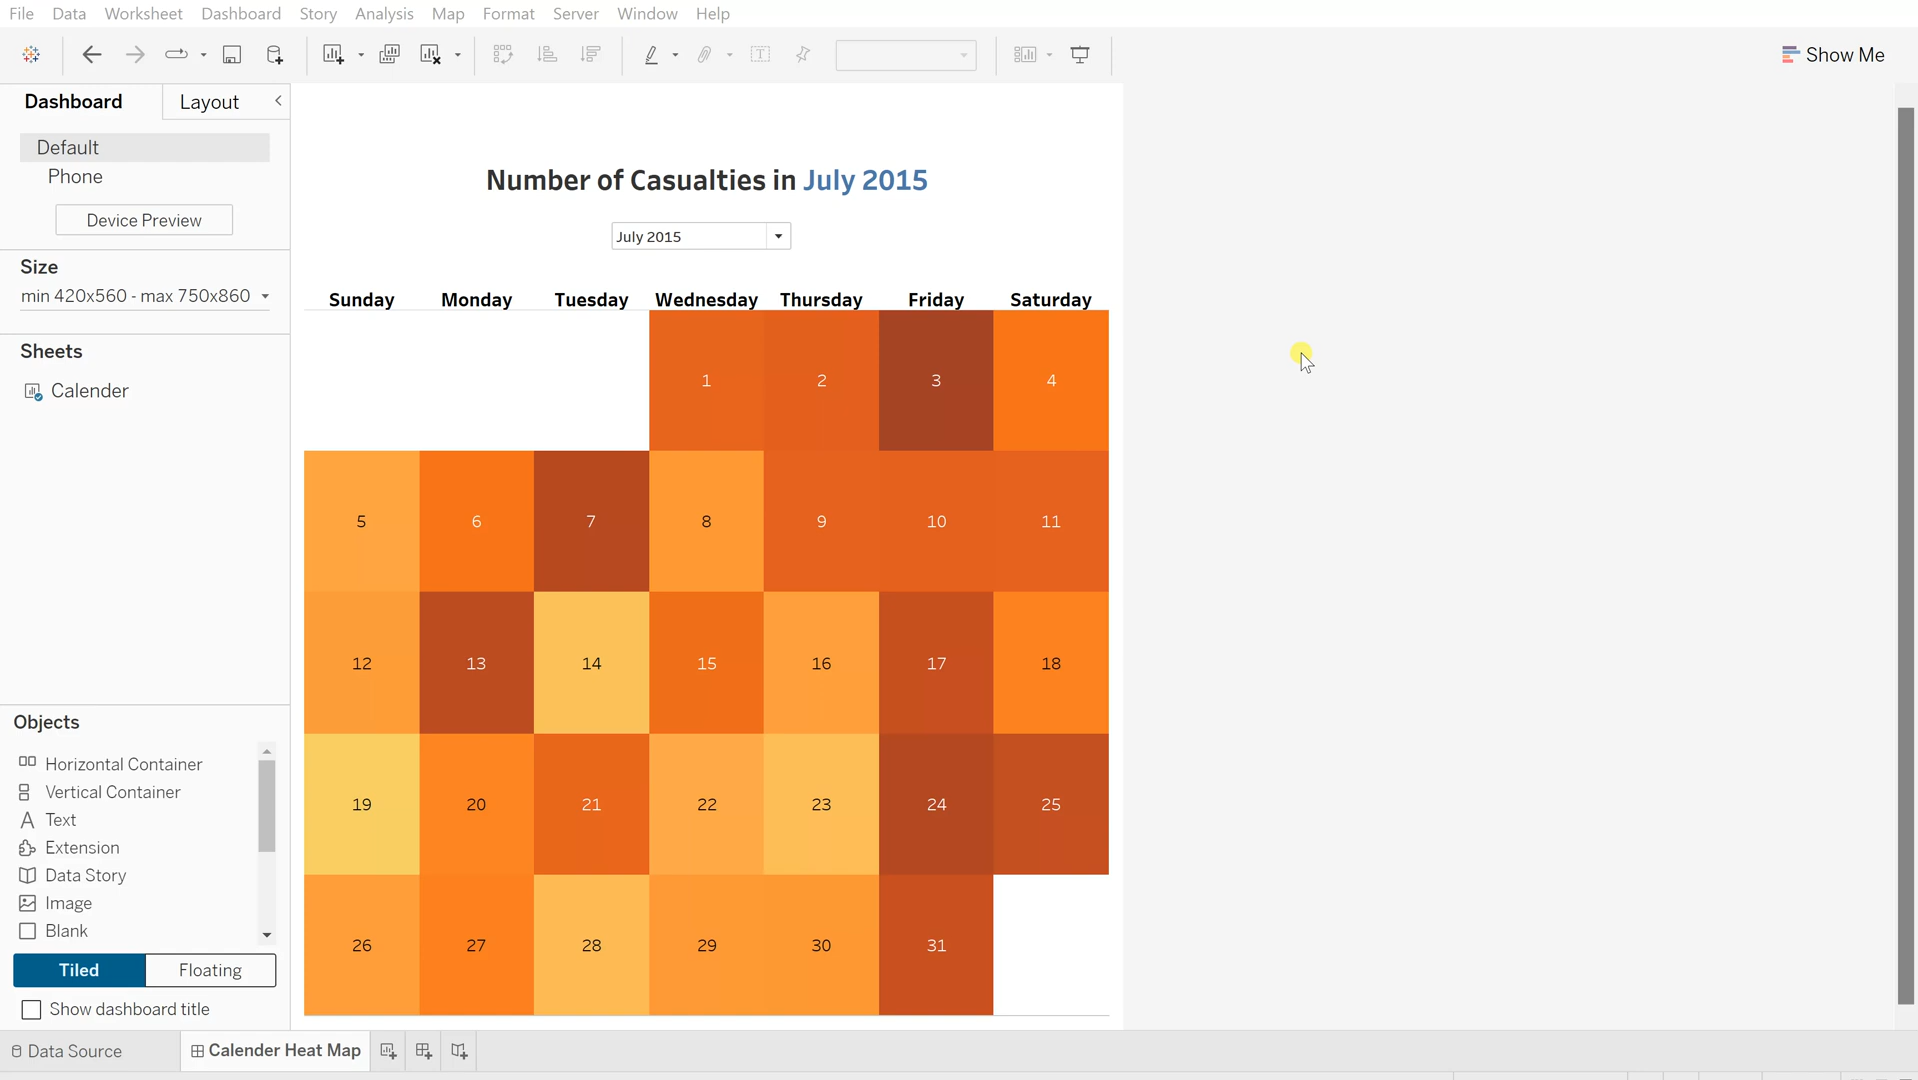 File Data Worksheet Dashboard Story Analysis Map Format Server Window Help
Show Me
Dashboard Layout
Default
Phone
Device Preview
Size
min 420x560 - max 750x860
Sheets
Calender
Objects
Horizontal Container
Vertical Container
Text
Extension
Data Story
Image
Blank
Tiled Floating
Show dashboard title
Number of Casualties in July 2015
July 2015
Sunday Monday Tuesday Wednesday Thursday Friday Saturday
1 2 3 4
5 6 7 8 9 10 11
12 13 14 15 16 17 18
19 20 21 22 23 24 25
26 27 28 29 30 31
Data Source Calender Heat Map